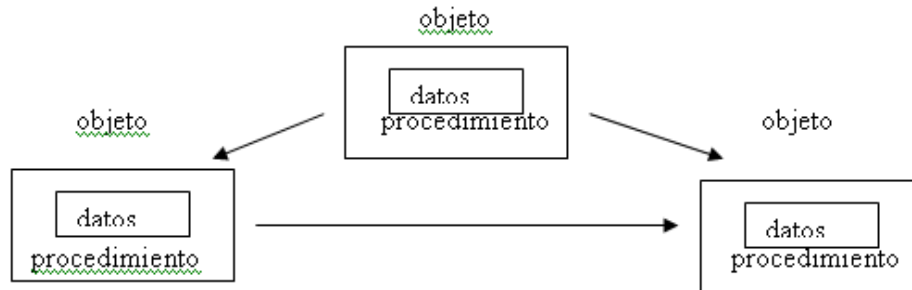 objeto
datos
procedimiento
objeto
objeto
datos
procedimiento
datos
procedimiento